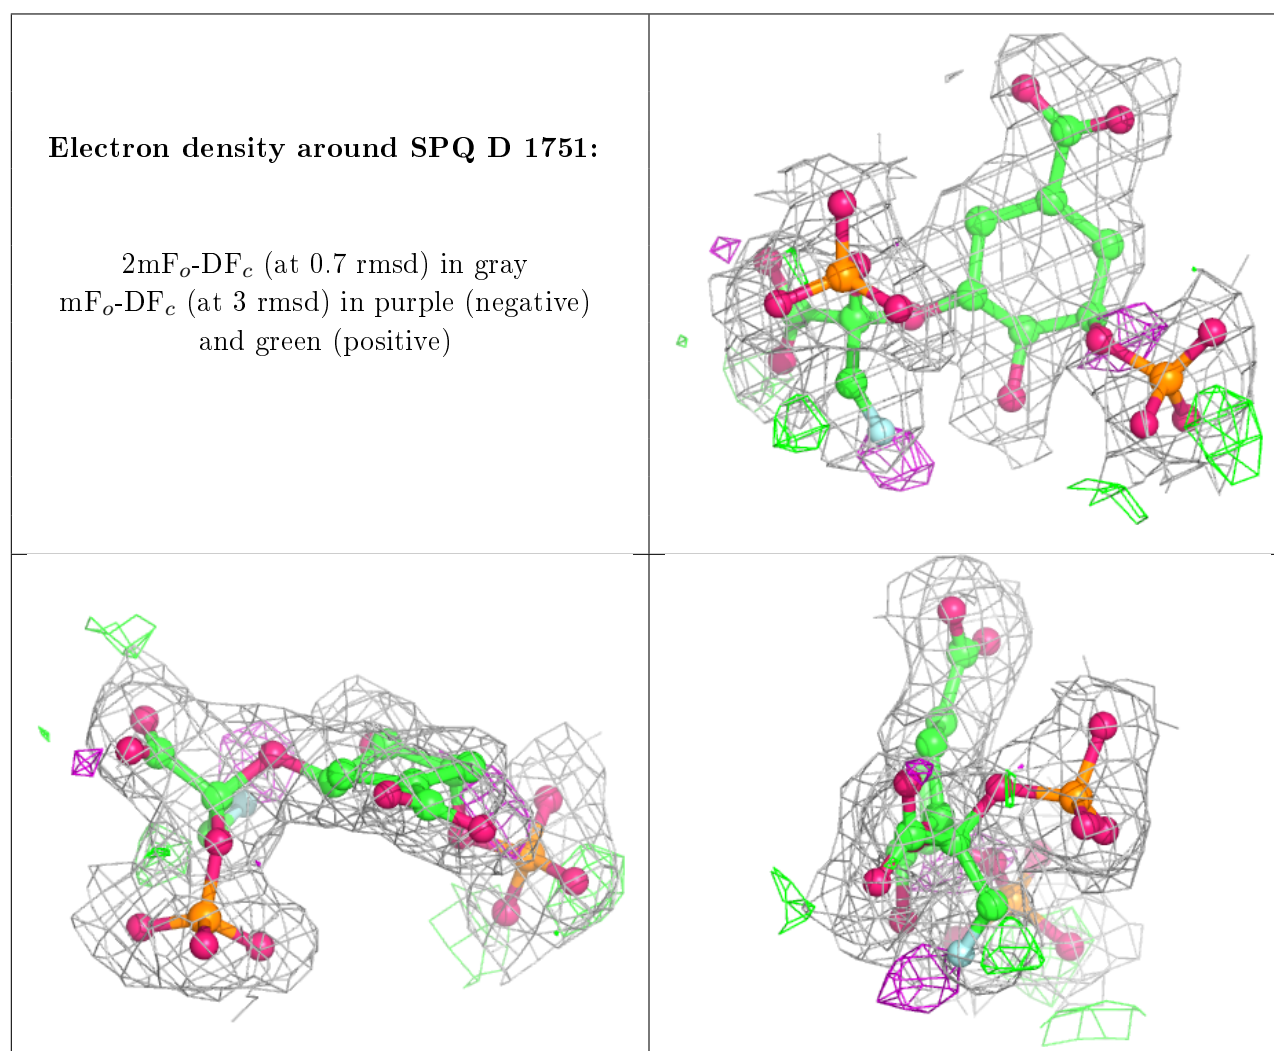 Electron density around SPQ D 1751:
2mFo-DFc (at 0.7 rmsd) in gray
mFo-DFc (at 3 rmsd) in purple (negative)
and green (positive)